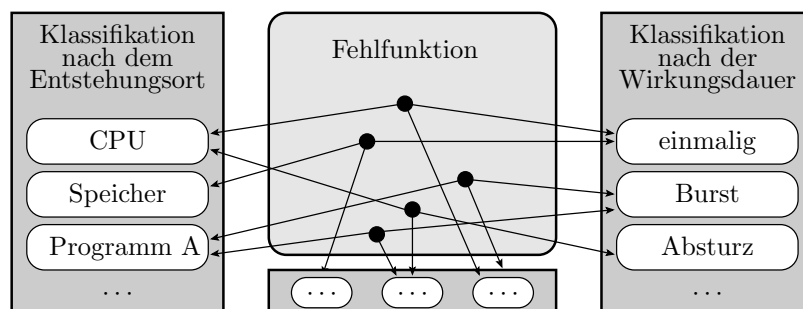 Klassifikation
nach dem
Entstehungsort
CPU
Speicher
Programm A
...
Fehlfunktion
... ... ...
Klassifikation
nach der
Wirkungsdauer
einmalig
Burst
Absturz
...